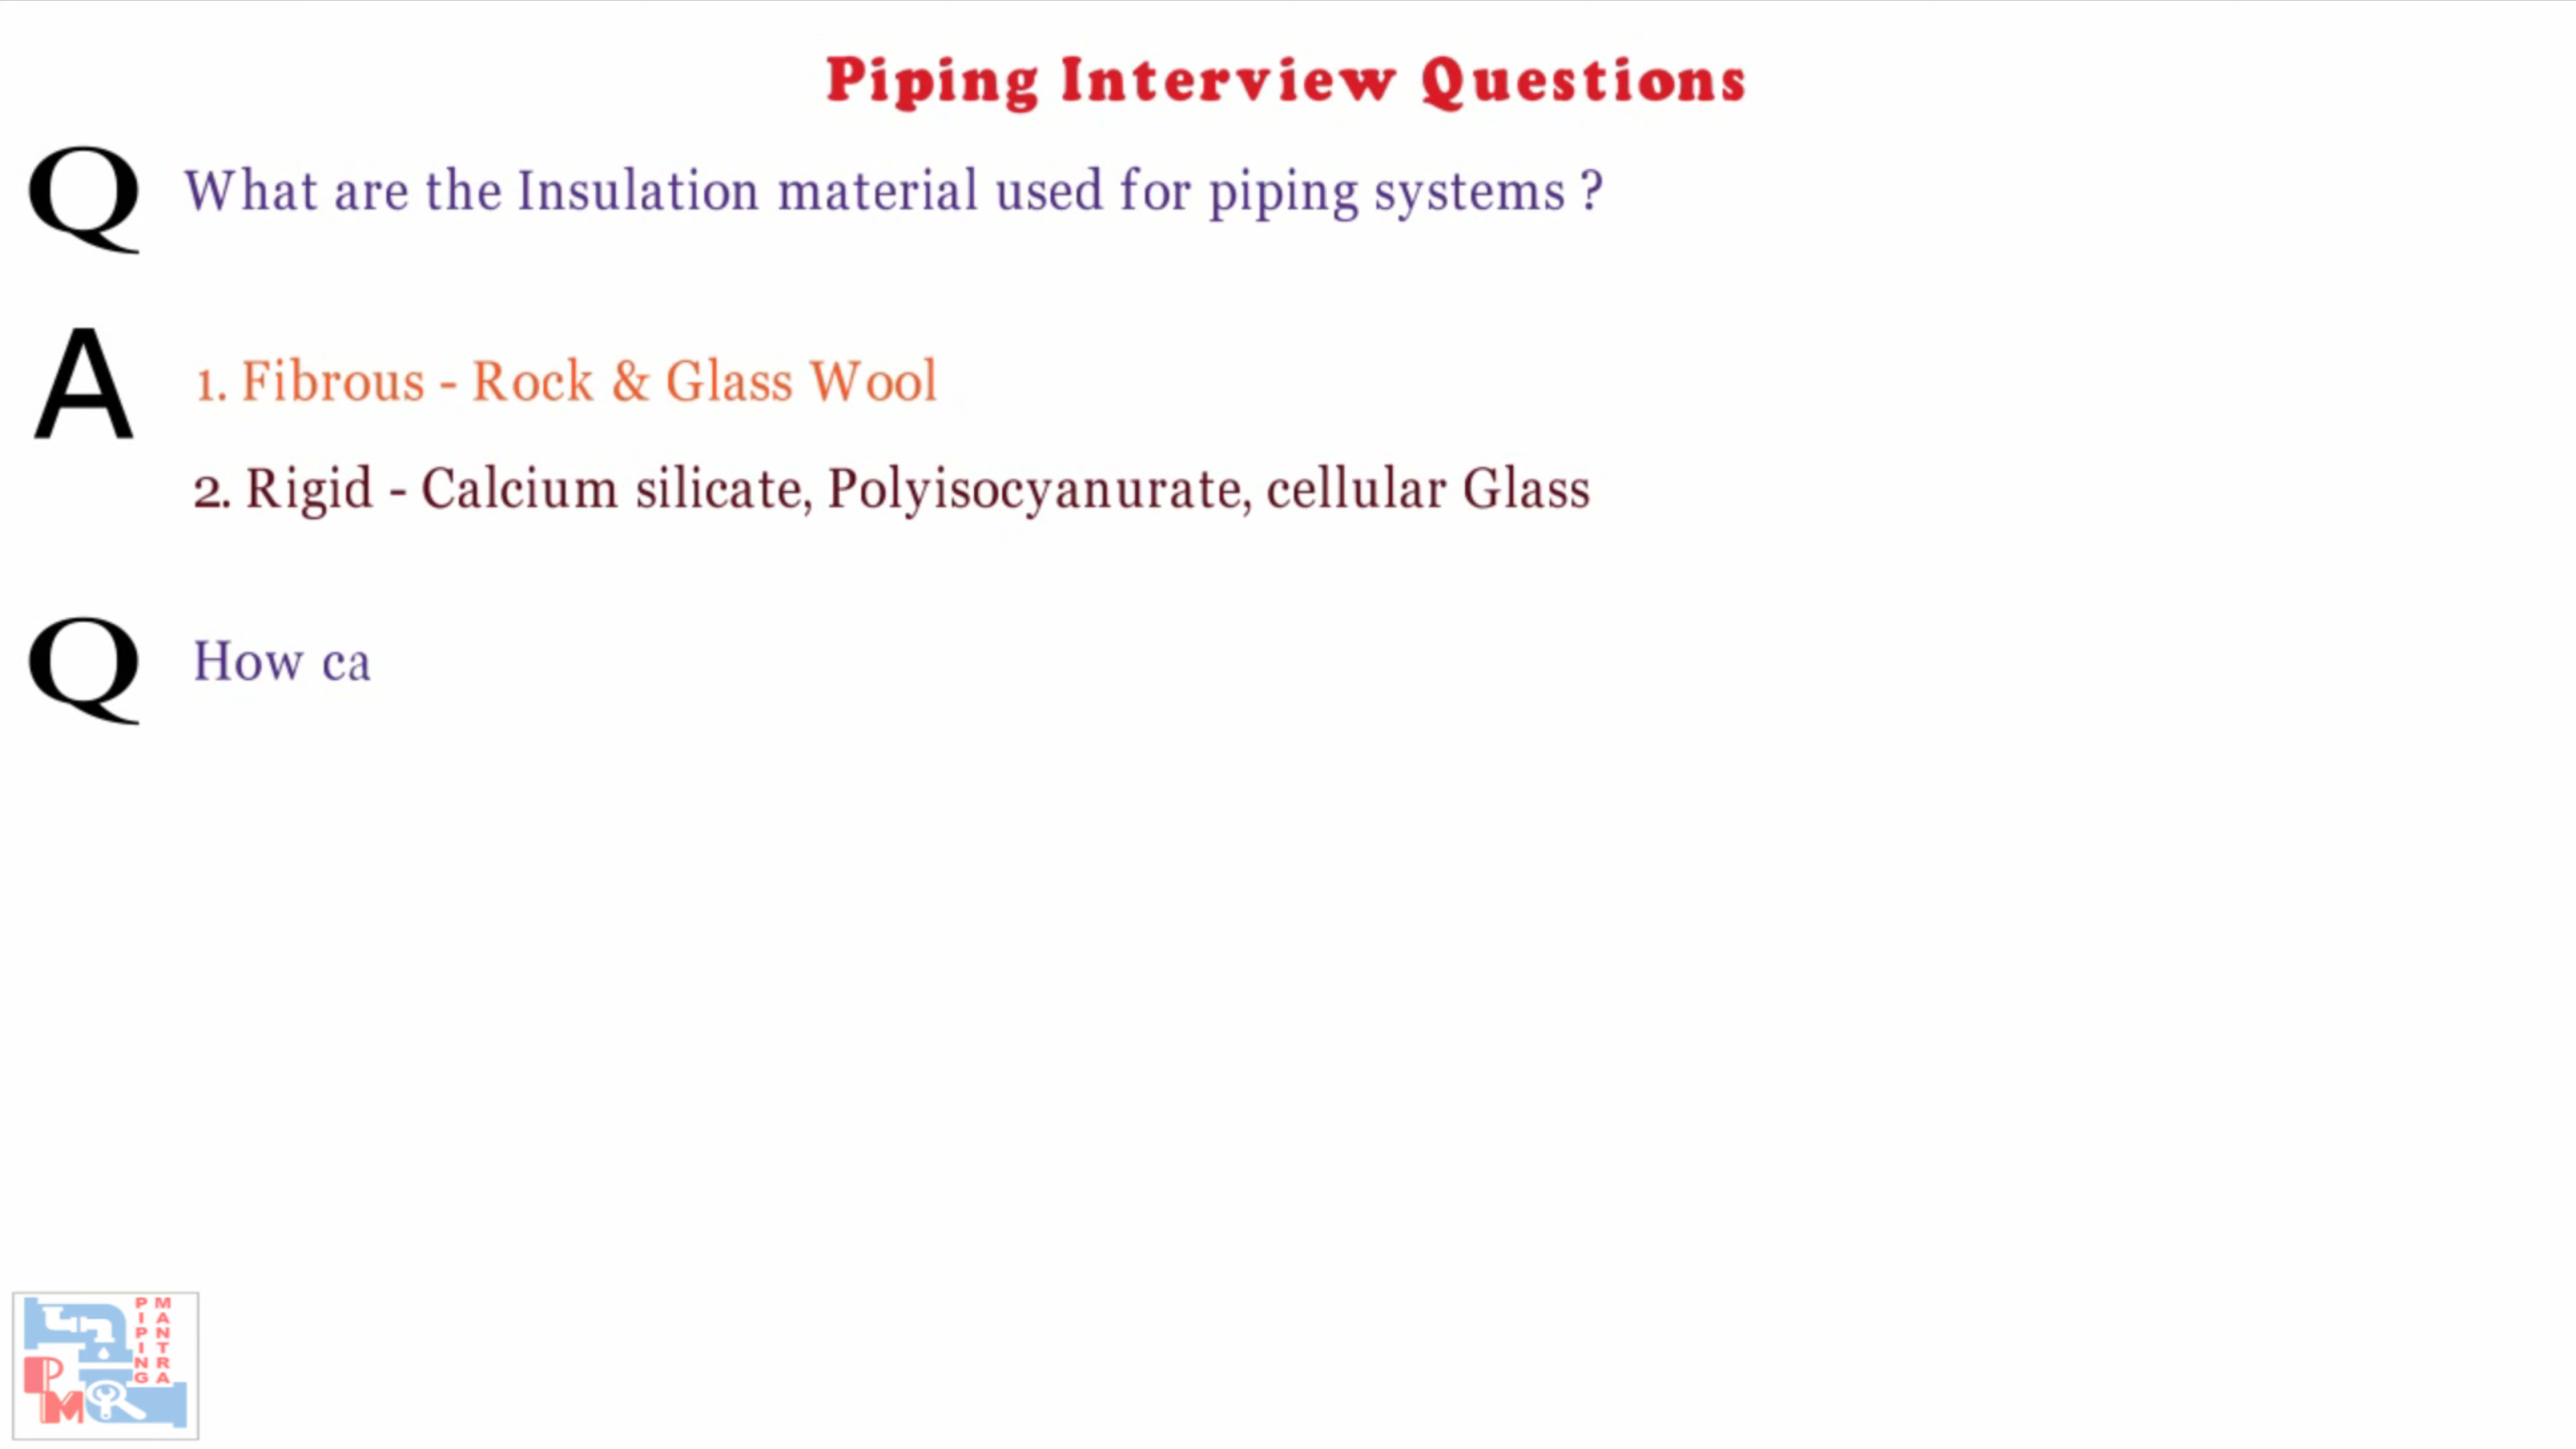 Piping Interview Questions
Q What are the Insulation material used for piping systems ?
A 1. Fibrous - Rock & Glass Wool
2. Rigid - Calcium silicate, Polyisocyanurate, cellular Glass
Q How ca
PIPING MANTRA
PM